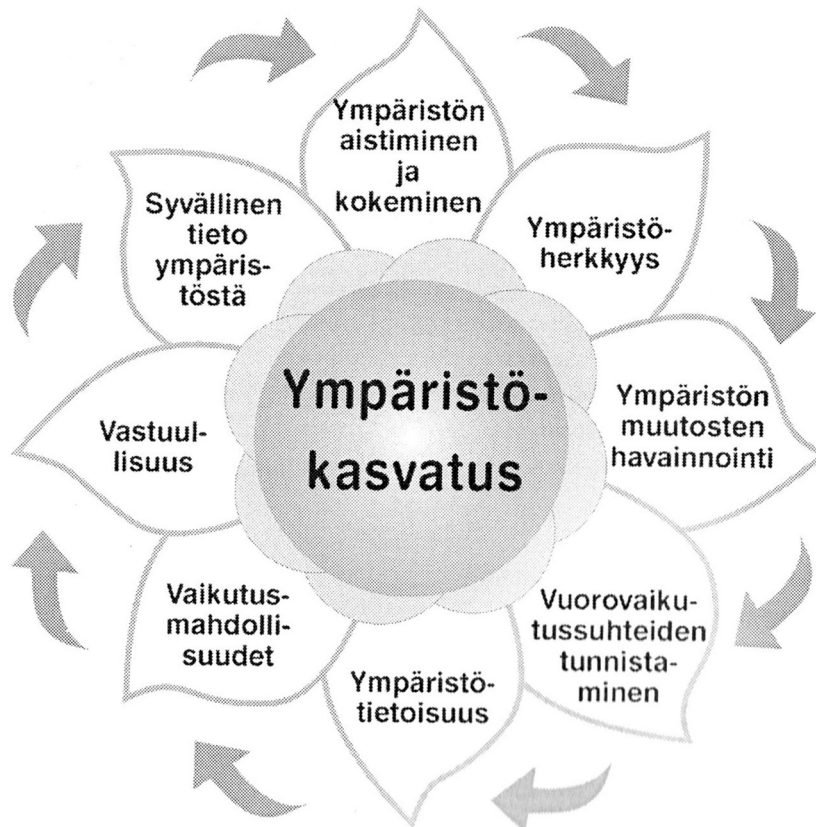 Ympäristön
aistiminen
ja
kokeminen
Ympäristö-
herkkyys
Ympäristön
muutosten
havainnointi
Vuorovaiku-
tussuhteiden
tunnista-
minen
Ympäristö-
tietoisuus
Vaikutus-
mahdolli-
suudet
Vastuul-
lisuus
Syvällinen
tieto
ympäris-
töstä
Ympäristö-
kasvatus